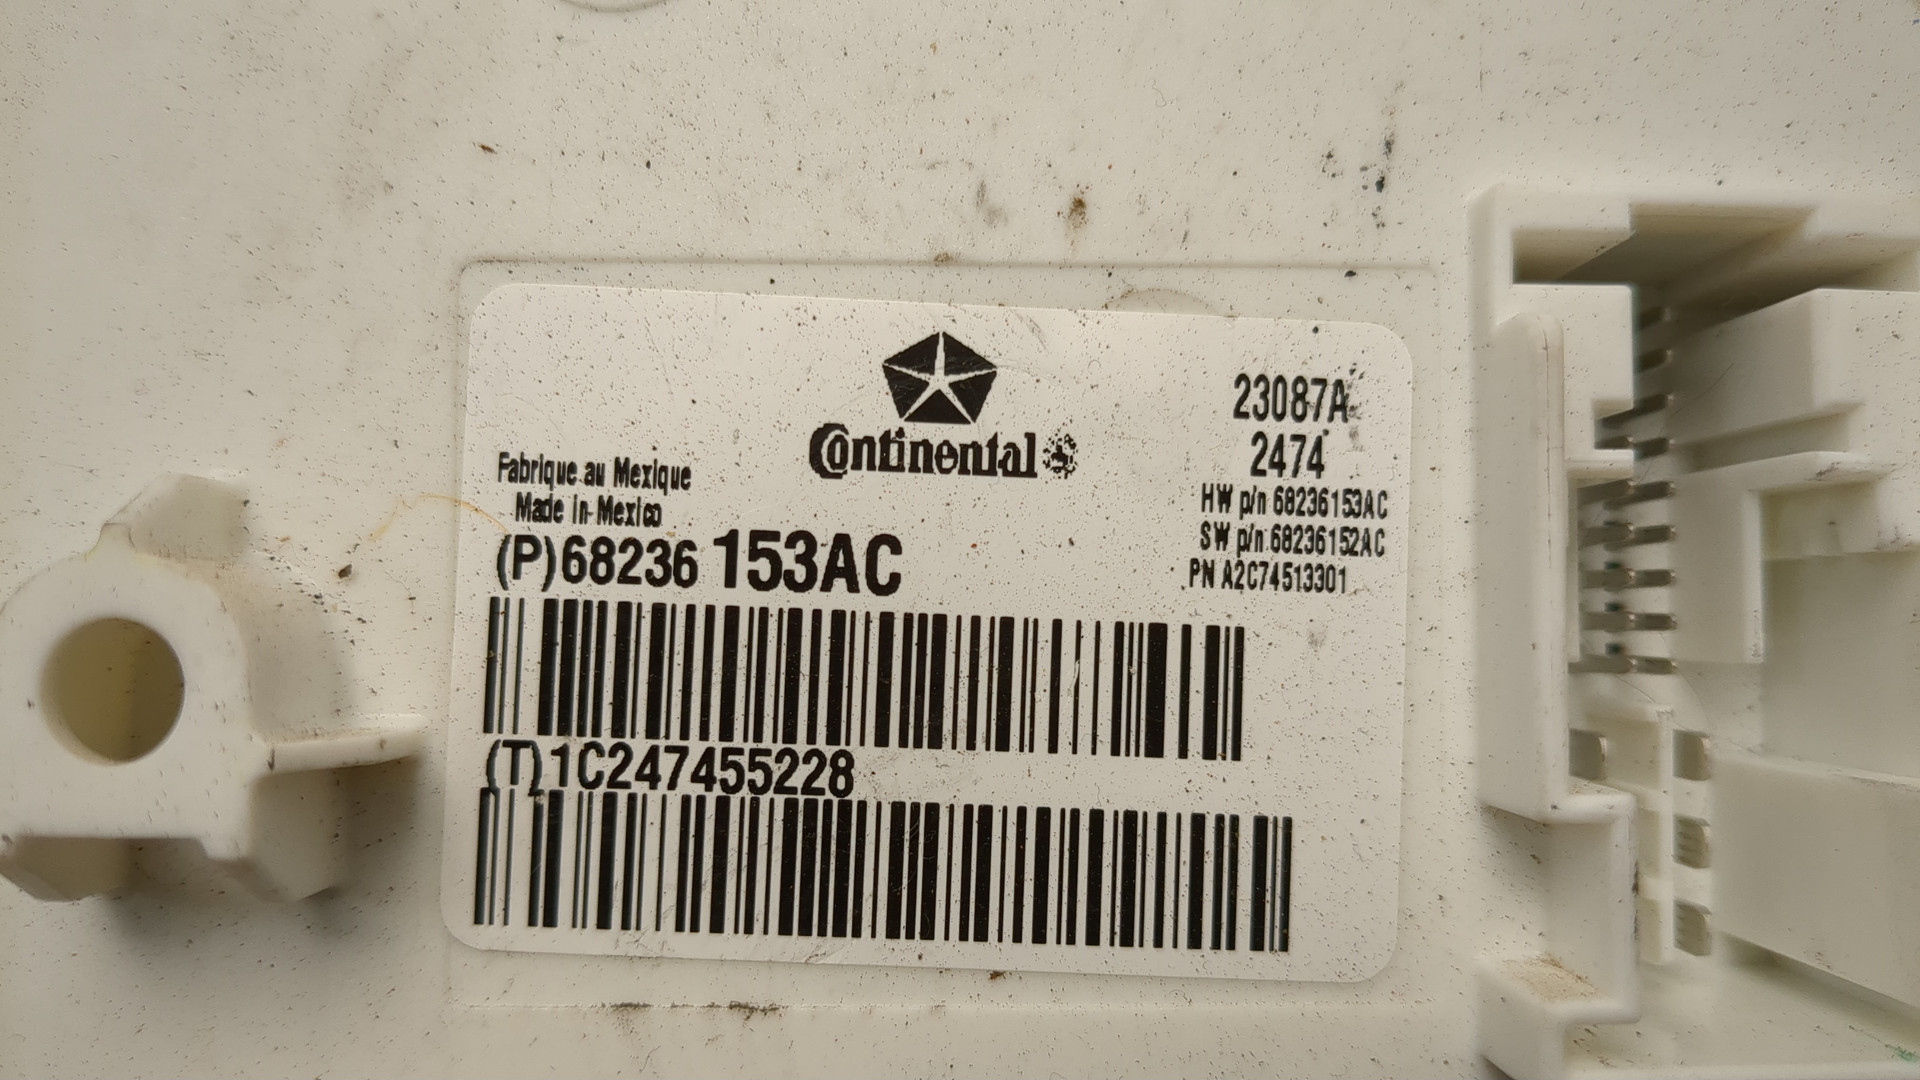 Continental
23087A
2474
Fabrique au Mexique
Made in Mexico
HW p/n 68236153AC
SW p/n 68236152AC
PN A2C74513301
(P)68236 153AC
(T)1C247455228